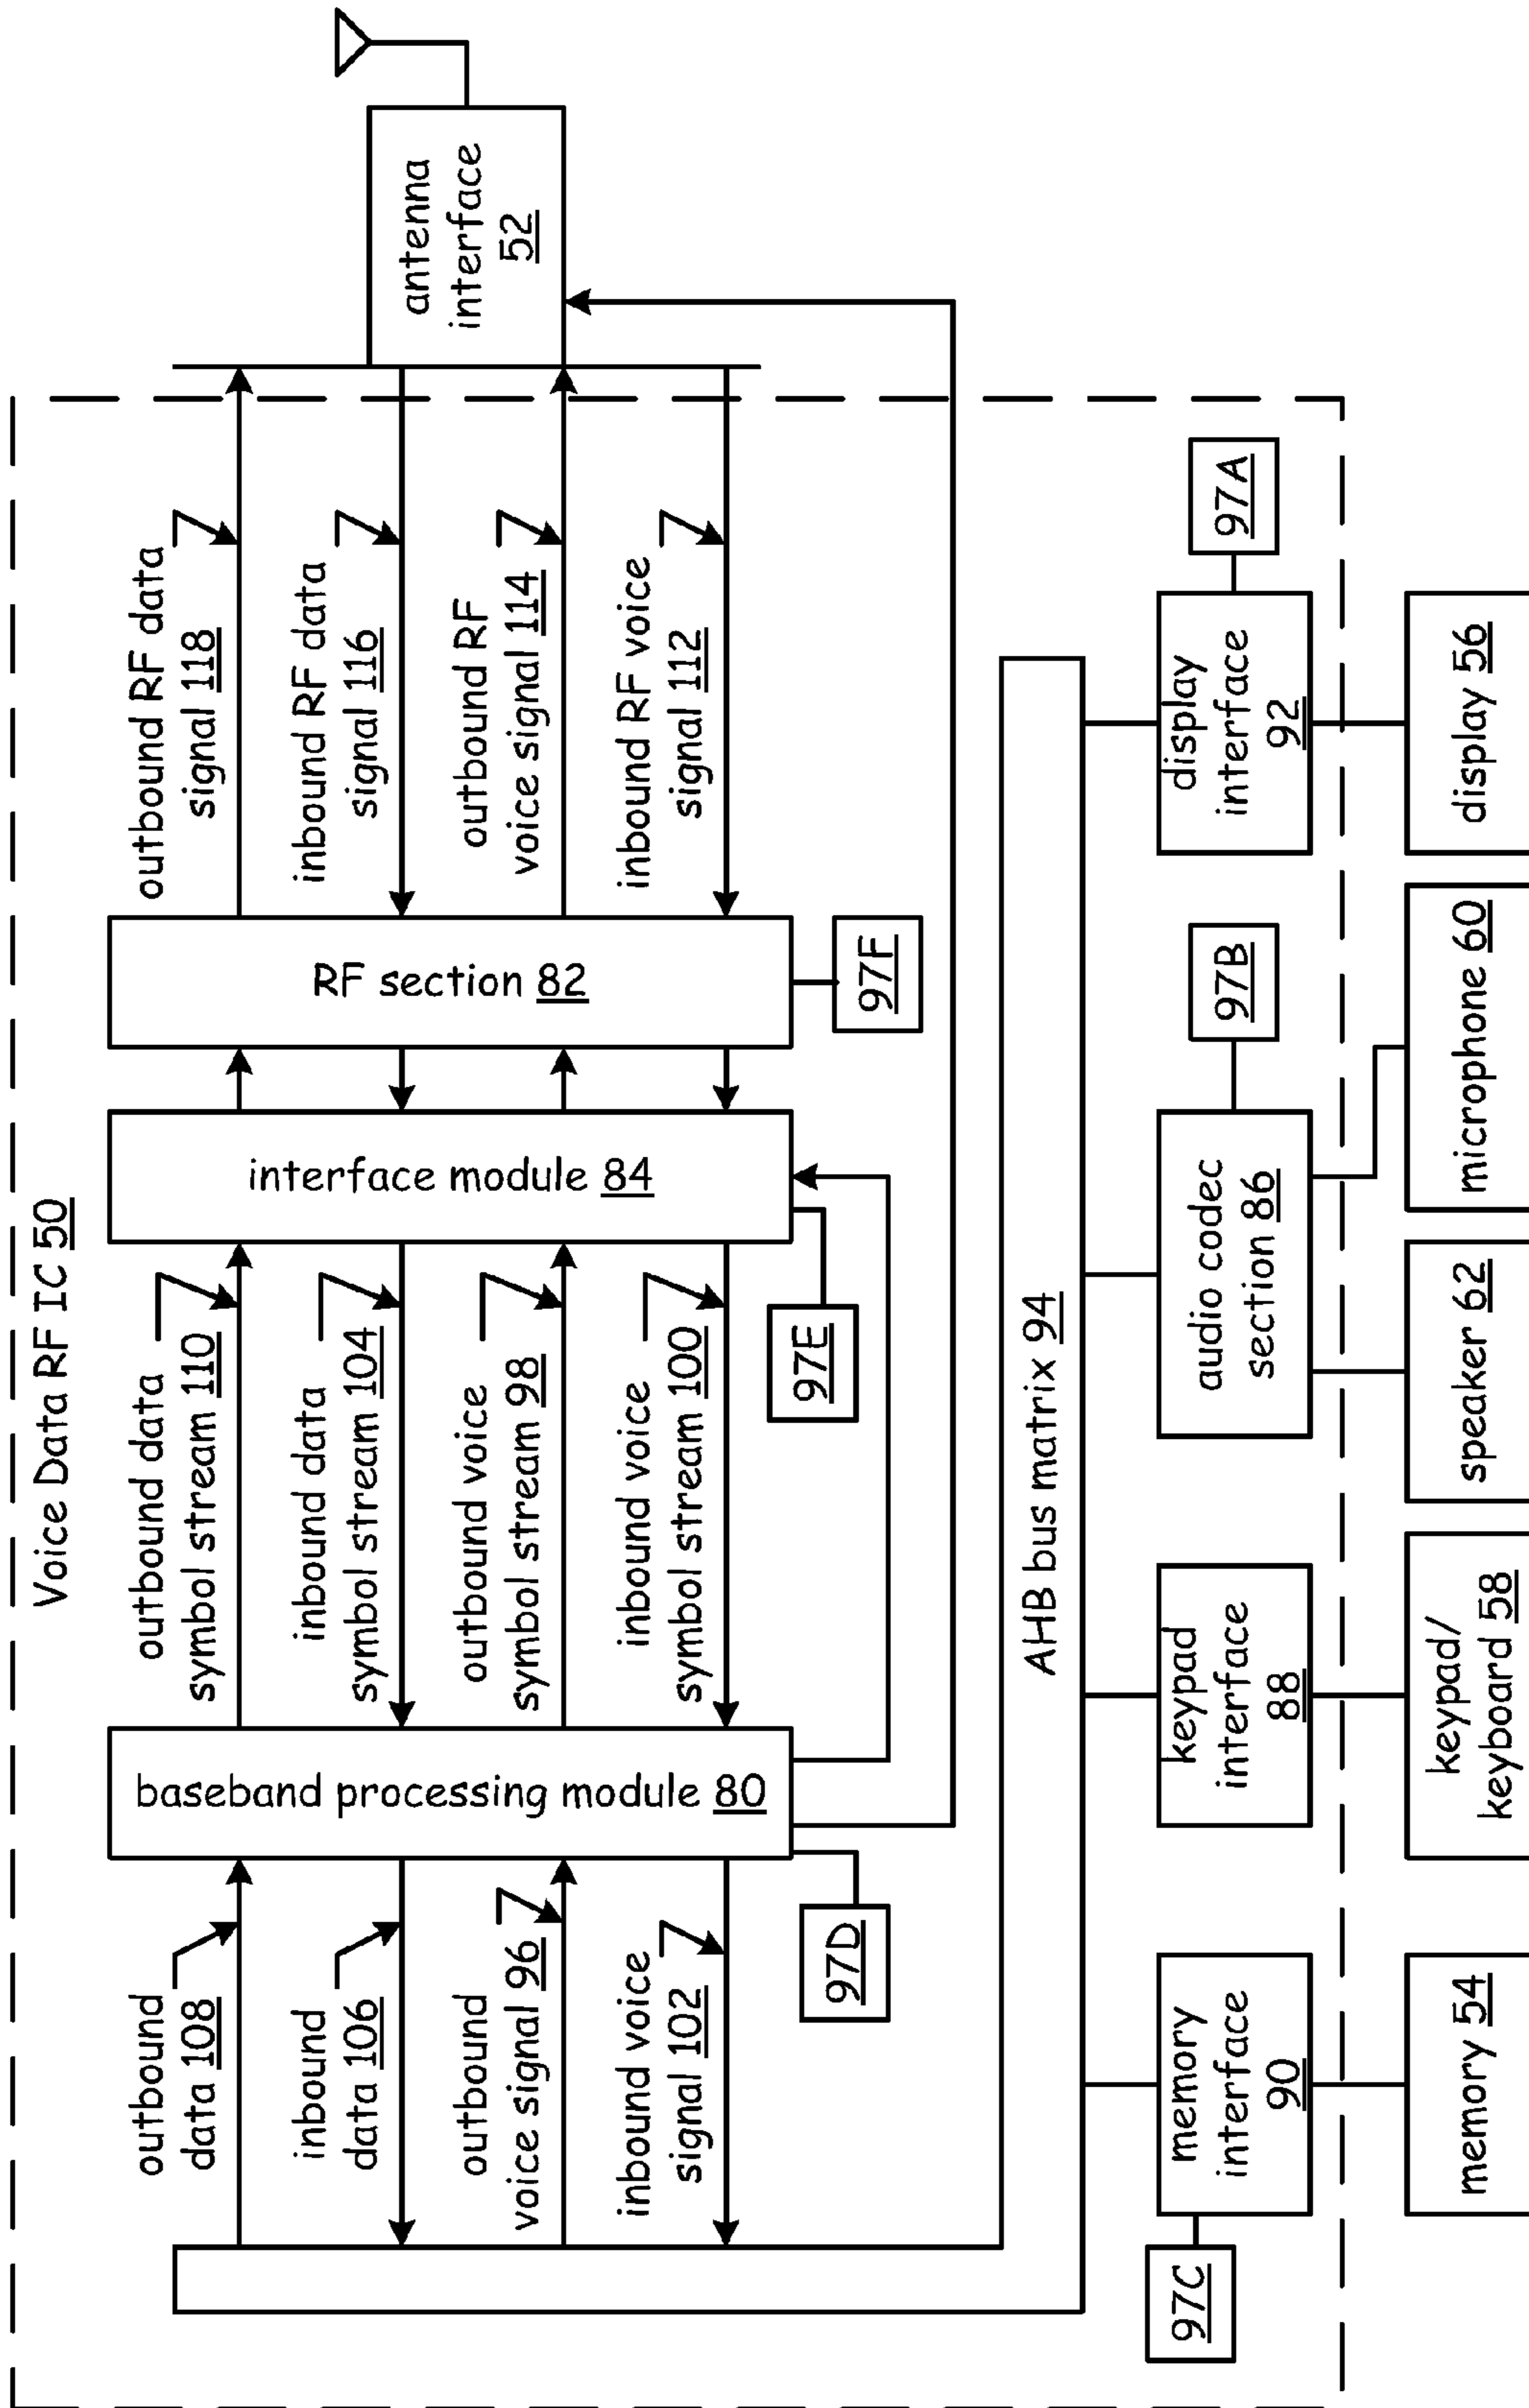 Voice Data RF IC 50
outbound
data 108
outbound data
symbol stream 110
outbound RF data
signal 118
inbound
data 106
inbound data
symbol stream 104
inbound RF data
signal 116
outbound
voice signal 96
outbound voice
symbol stream 98
outbound RF
voice signal 114
inbound voice
signal 102
inbound voice
symbol stream 100
inbound RF voice
signal 112
baseband processing module 80
interface module 84
RF section 82
antenna
interface
52
97D
97E
97F
AHB bus matrix 94
97C
memory
interface
90
keypad
interface
88
audio codec
section 86
97B
display
interface
92
97A
memory 54
keypad/
keyboard 58
speaker 62
microphone 60
display 56